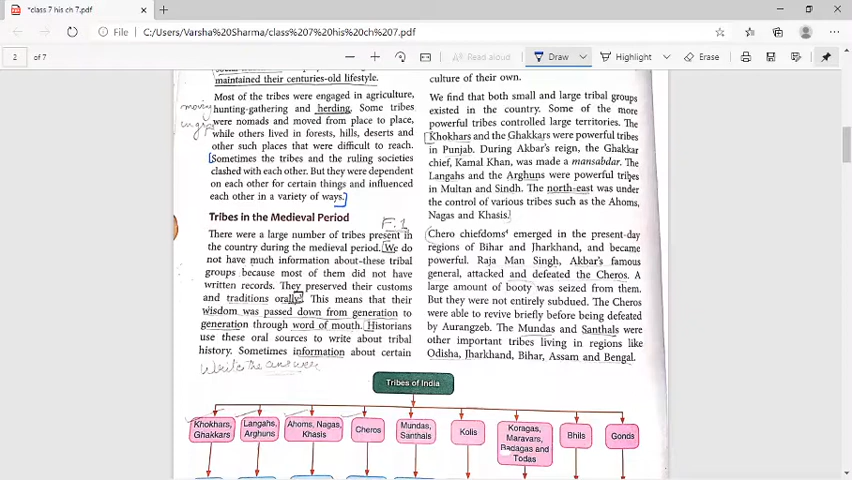 *class 7 his ch 7.pdf
File
C:/Users/Varsha%20Sharma/class%207%20his%20ch%207.pdf
2 of 7
Read aloud
Draw
Highlight
Erase
maintained their centuries-old lifestyle.
Most of the tribes were engaged in agriculture,
hunting-gathering and herding. Some tribes
were nomads and moved from place to place,
while others lived in forests, hills, deserts and
other such places that were difficult to reach.
Sometimes the tribes and the ruling societies
clashed with each other. But they were dependent
on each other for certain things and influenced
each other in a variety of ways.
Tribes in the Medieval Period
F.1
There were a large number of tribes present in
the country during the medieval period. We do
not have much information about these tribal
groups because most of them did not have
written records. They preserved their customs
and traditions orally. This means that their
wisdom was passed down from generation to
generation through word of mouth. Historians
use these oral sources to write about tribal
history. Sometimes information about certain
Write the answer
culture of their own.
We find that both small and large tribal groups
existed in the country. Some of the more
powerful tribes controlled large territories. The
Khokhars and the Ghakkars were powerful tribes
in Punjab. During Akbar's reign, the Ghakkar
chief, Kamal Khan, was made a mansabdar. The
Langahs and the Arghuns were powerful tribes
in Multan and Sindh. The north-east was under
the control of various tribes such as the Ahoms,
Nagas and Khasis.
Chero chiefdoms⁴ emerged in the present-day
regions of Bihar and Jharkhand, and became
powerful. Raja Man Singh, Akbar's famous
general, attacked and defeated the Cheros. A
large amount of booty was seized from them.
But they were not entirely subdued. The Cheros
were able to revive briefly before being defeated
by Aurangzeb. The Mundas and Santhals were
other important tribes living in regions like
Odisha, Jharkhand, Bihar, Assam and Bengal.
Tribes of India
Khokhars,
Ghakkars
Langahs,
Arghuns
Ahoms, Nagas,
Khasis
Cheros
Mundas,
Santhals
Kolis
Koragas,
Maravars,
Badagas and
Todas
Bhils
Gonds